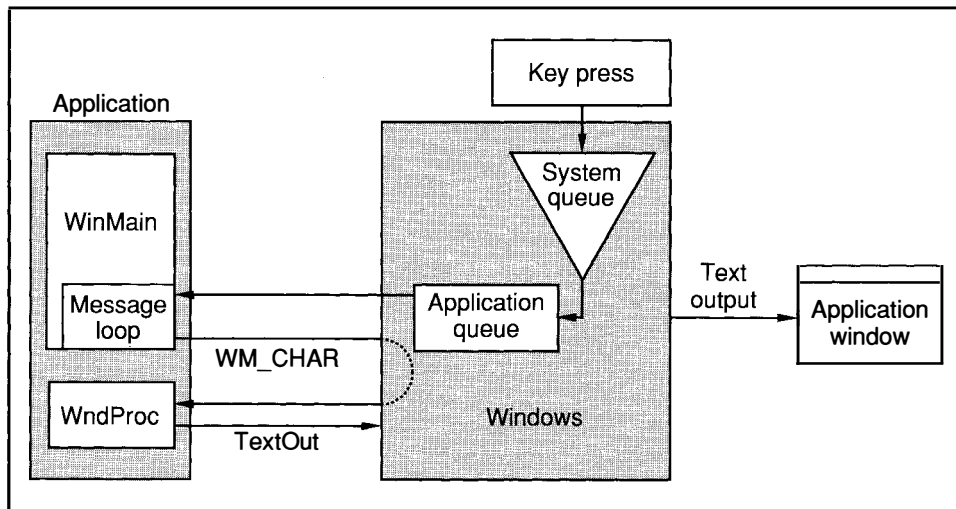 Key press
Application
System
queue
WinMain
Message
loop
Application
queue
Text
output
Application
window
WM_CHAR
WndProc
TextOut
Windows